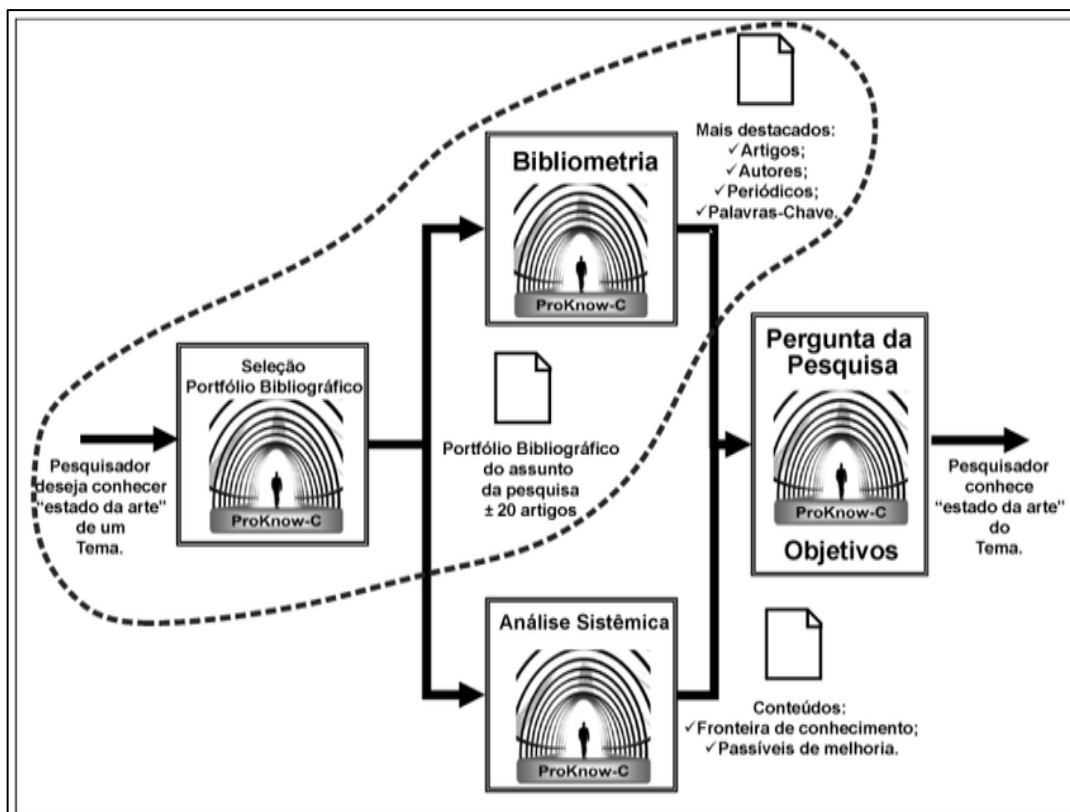 Mais destacados:
✓Artigos;
✓Autores;
✓Periódicos;
✓Palavras-Chave.
Bibliometria
ProKnow-C
Seleção
Portfólio Bibliográfico
ProKnow-C
Pesquisador
deseja conhecer
“estado da arte”
de um
Tema.
Portfólio Bibliográfico
do assunto
da pesquisa
± 20 artigos
Pergunta da
Pesquisa
ProKnow-C
Objetivos
Pesquisador
conhece
“estado da arte”
do
Tema.
Análise Sistêmica
ProKnow-C
Conteúdos:
✓Fronteira de conhecimento;
✓Passíveis de melhoria.